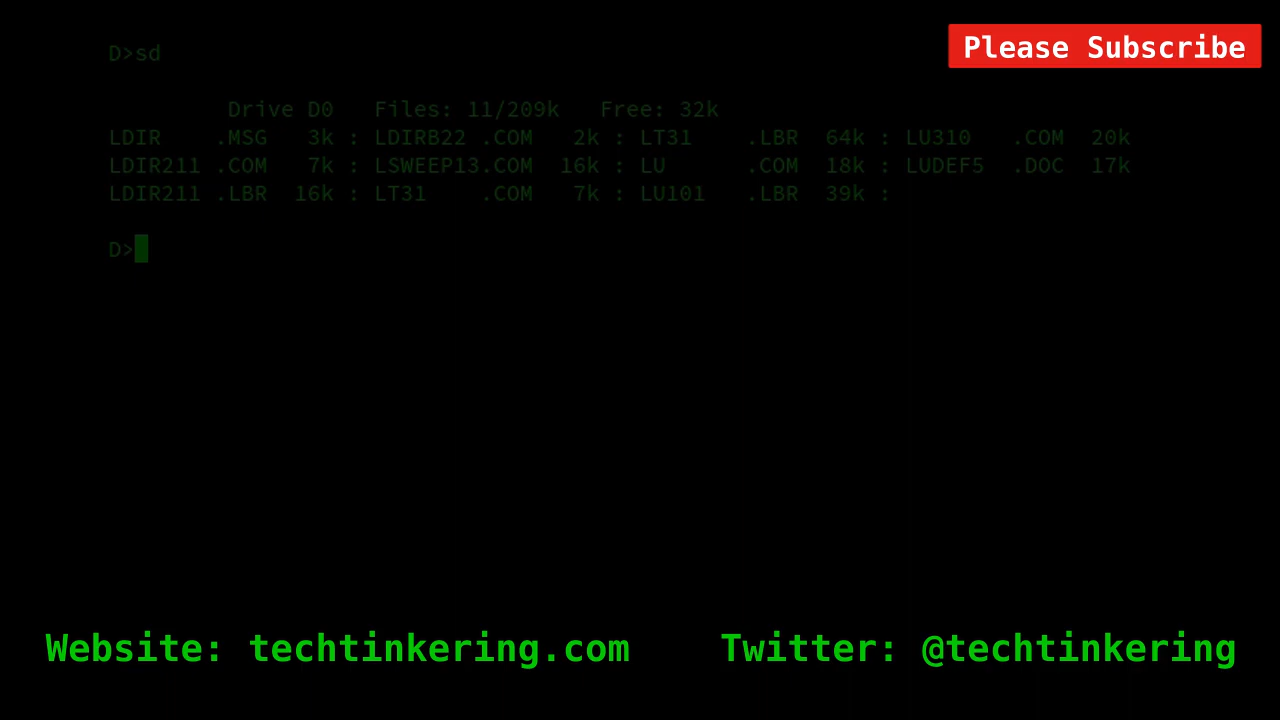 D>sd
Please Subscribe
Drive D0   Files: 11/209k   Free: 32k
LDIR    .MSG   3k : LDIRB22 .COM   2k : LT31    .LBR  64k : LU310   .COM  20k
LDIR211 .COM   7k : LSWEEP13.COM  16k : LU      .COM  18k : LUDEF5  .DOC  17k
LDIR211 .LBR  16k : LT31    .COM   7k : LU101   .LBR  39k :
D>
Website: techtinkering.com    Twitter: @techtinkering